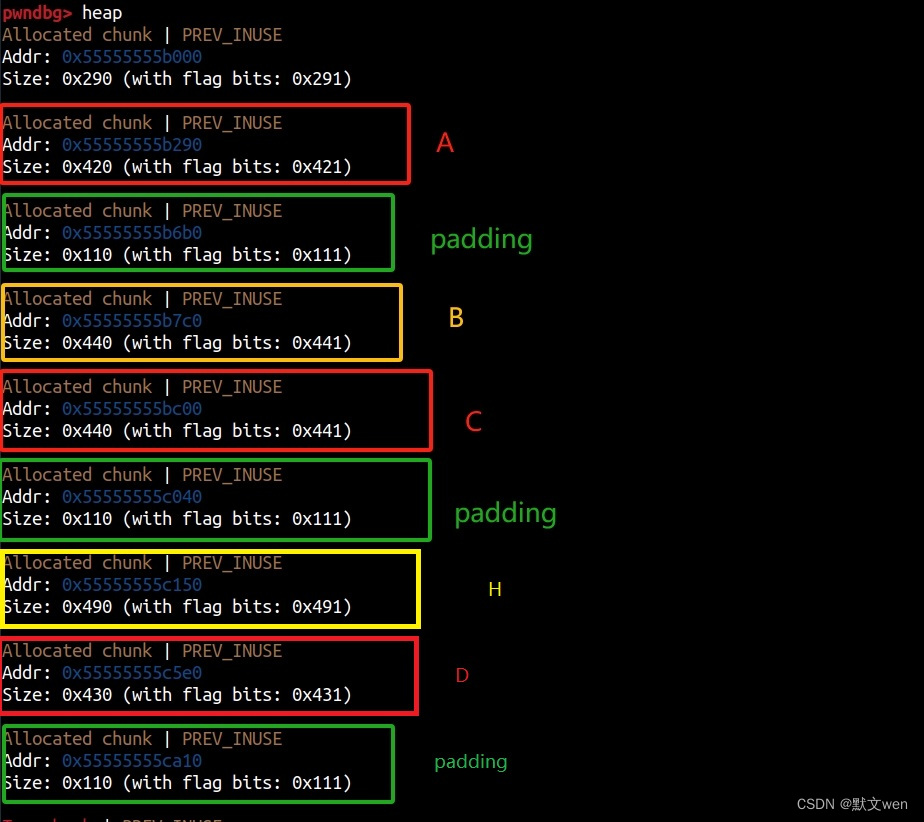 pwndbg> heap
Allocated chunk | PREV_INUSE
Addr: 0x55555555b000
Size: 0x290 (with flag bits: 0x291)
Allocated chunk | PREV_INUSE
Addr: 0x55555555b290
Size: 0x420 (with flag bits: 0x421)
A
Allocated chunk | PREV_INUSE
Addr: 0x55555555b6b0
Size: 0x110 (with flag bits: 0x111)
padding
Allocated chunk | PREV_INUSE
Addr: 0x55555555b7c0
Size: 0x440 (with flag bits: 0x441)
B
Allocated chunk | PREV_INUSE
Addr: 0x55555555bc00
Size: 0x440 (with flag bits: 0x441)
C
Allocated chunk | PREV_INUSE
Addr: 0x55555555c040
Size: 0x110 (with flag bits: 0x111)
padding
Allocated chunk | PREV_INUSE
Addr: 0x55555555c150
Size: 0x490 (with flag bits: 0x491)
H
Allocated chunk | PREV_INUSE
Addr: 0x55555555c5e0
Size: 0x430 (with flag bits: 0x431)
D
Allocated chunk | PREV_INUSE
Addr: 0x55555555ca10
Size: 0x110 (with flag bits: 0x111)
padding
CSDN @默文wen